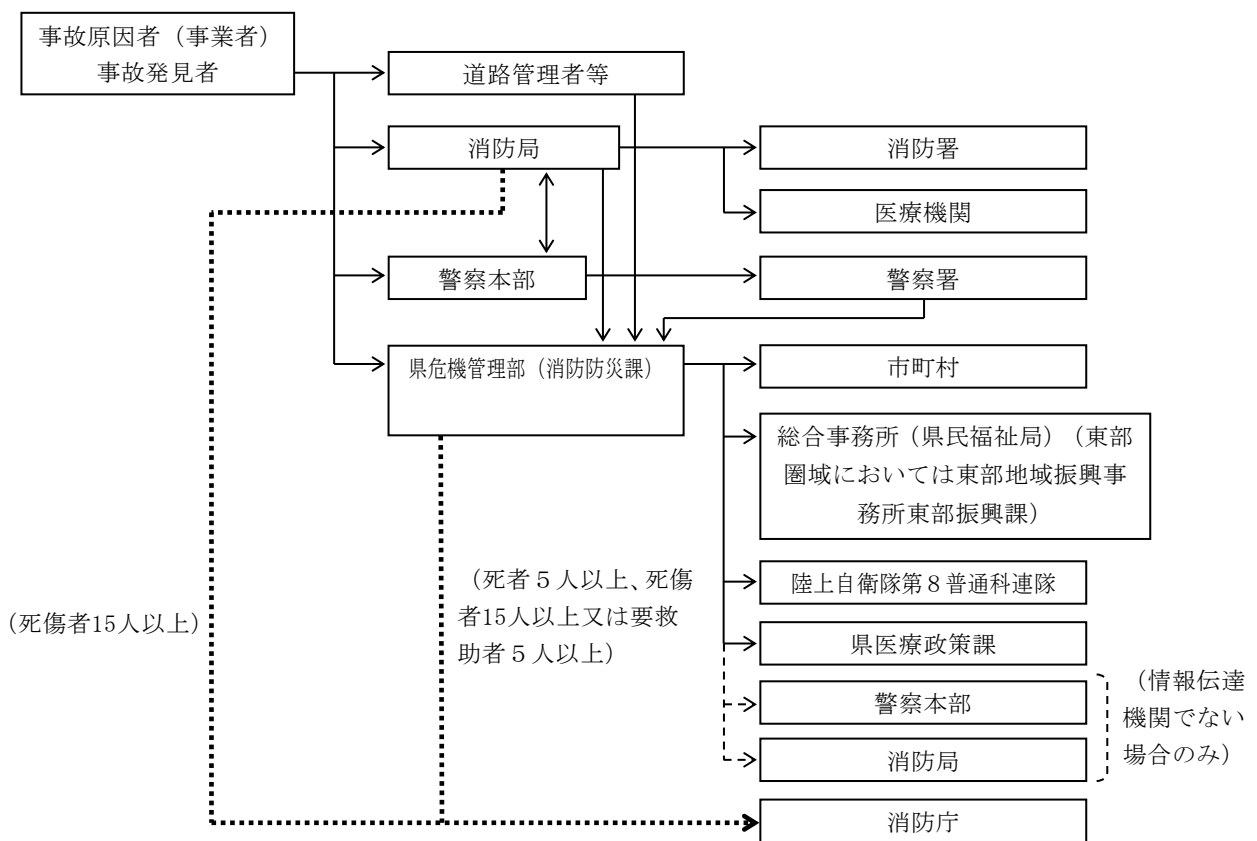 事故原因者（事業者）
事故発見者
道路管理者等
消防局
消防署
医療機関
警察本部
警察署
県危機管理部（消防防災課）
市町村
総合事務所（県民福祉局）（東部
圏域においては東部地域振興事
務所東部振興課）
（死者５人以上、死傷
者15人以上又は要救
助者５人以上）
（死傷者15人以上）
陸上自衛隊第８普通科連隊
県医療政策課
警察本部
消防局
（情報伝達
機関でない
場合のみ）
消防庁